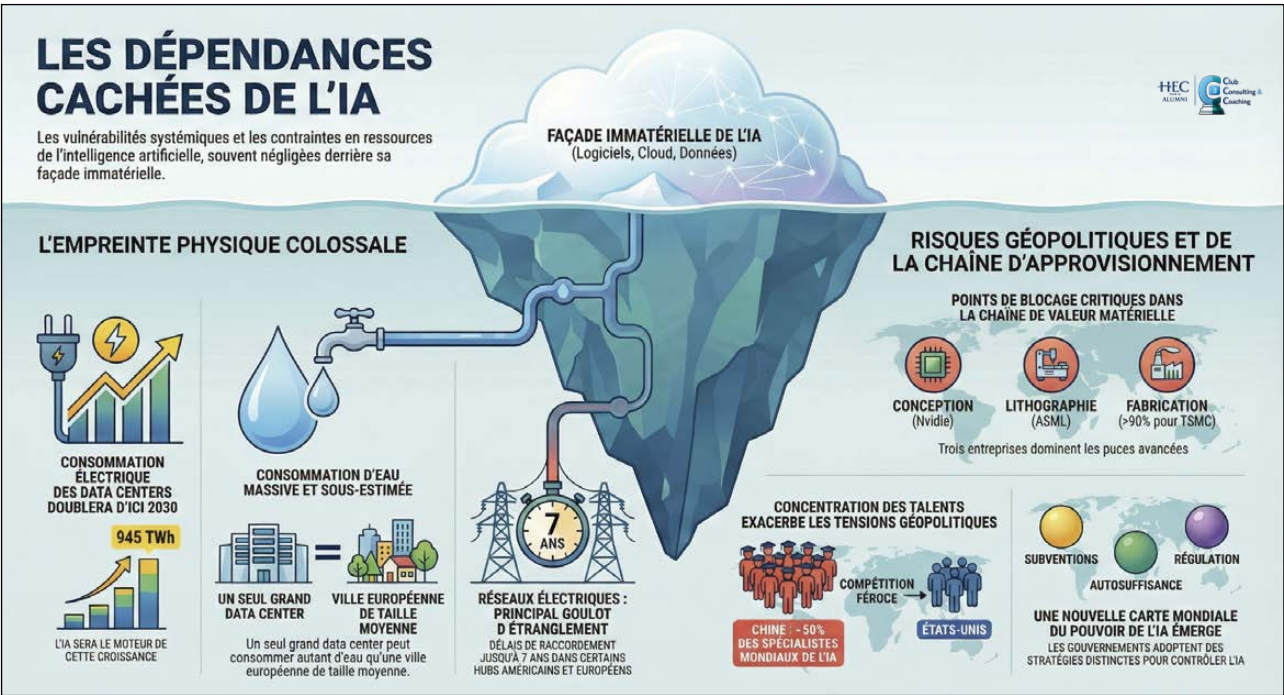 LES DÉPENDANCES
CACHÉES DE L'IA
Les vulnérabilités systémiques et les contraintes en ressources
de l'intelligence artificielle, souvent négligées derrière sa
façade immatérielle.
FAÇADE IMMATÉRIELLE DE L'IA
(Logiciels, Cloud, Données)
HEC
PARIS
ALUMNI
Club
Consulting &
Coaching
L'EMPREINTE PHYSIQUE COLOSSALE
CONSOMMATION
ÉLECTRIQUE
DES DATA CENTERS
DOUBLERA D'ICI 2030
945 TWh
L'IA SERA LE MOTEUR DE
CETTE CROISSANCE
CONSOMMATION D'EAU
MASSIVE ET SOUS-ESTIMÉE
=
UN SEUL GRAND
DATA CENTER
VILLE EUROPÉENNE
DE TAILLE
MOYENNE
Un seul grand data center peut
consommer autant d'eau qu'une ville
européenne de taille moyenne.
7
ANS
RÉSEAUX ÉLECTRIQUES :
PRINCIPAL GOULOT
D ÉTRANGLEMENT
DÉLAIS DE RACCORDEMENT
JUSQU'À 7 ANS DANS CERTAINS
HUBS AMÉRICAINS ET EUROPÉENS
RISQUES GÉOPOLITIQUES ET DE
LA CHAÎNE D'APPROVISIONNEMENT
POINTS DE BLOCAGE CRITIQUES DANS
LA CHAÎNE DE VALEUR MATÉRIELLE
CONCEPTION
(Nvidie)
LITHOGRAPHIE
(ASML)
FABRICATION
(>90% pour TSMC)
Trois entreprises dominent les puces avancées
CONCENTRATION DES TALENTS
EXACERBE LES TENSIONS GÉOPOLITIQUES
COMPÉTITION
FÉROCE
CHINE : - 50%
DES SPÉCIALISTES
MONDIAUX DE L'IA
ÉTATS-UNIS
SUBVENTIONS
AUTOSUFFISANCE
RÉGULATION
UNE NOUVELLE CARTE MONDIALE
DU POUVOIR DE L'IA ÉMERGE
LES GOUVERNEMENTS ADOPTENT DES
STRATÉGIES DISTINCTES POUR CONTRÔLER L'IA